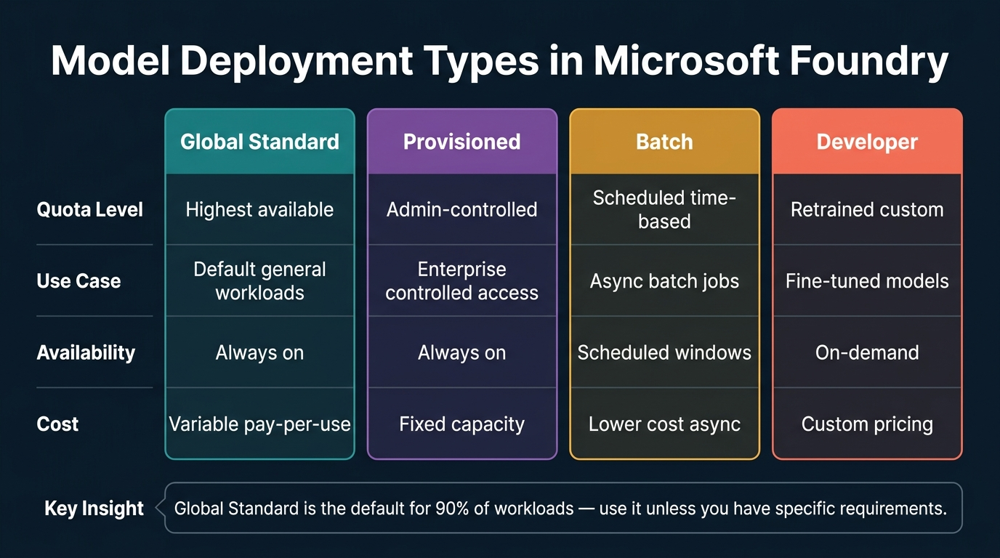 Model Deployment Types in Microsoft Foundry
Global Standard
Provisioned
Batch
Developer
Quota Level
Highest available
Admin-controlled
Scheduled time-
based
Retrained custom
Use Case
Default general
workloads
Enterprise
controlled access
Async batch jobs
Fine-tuned models
Availability
Always on
Always on
Scheduled windows
On-demand
Cost
Variable pay-per-use
Fixed capacity
Lower cost async
Custom pricing
Key Insight
Global Standard is the default for 90% of workloads — use it unless you have specific requirements.